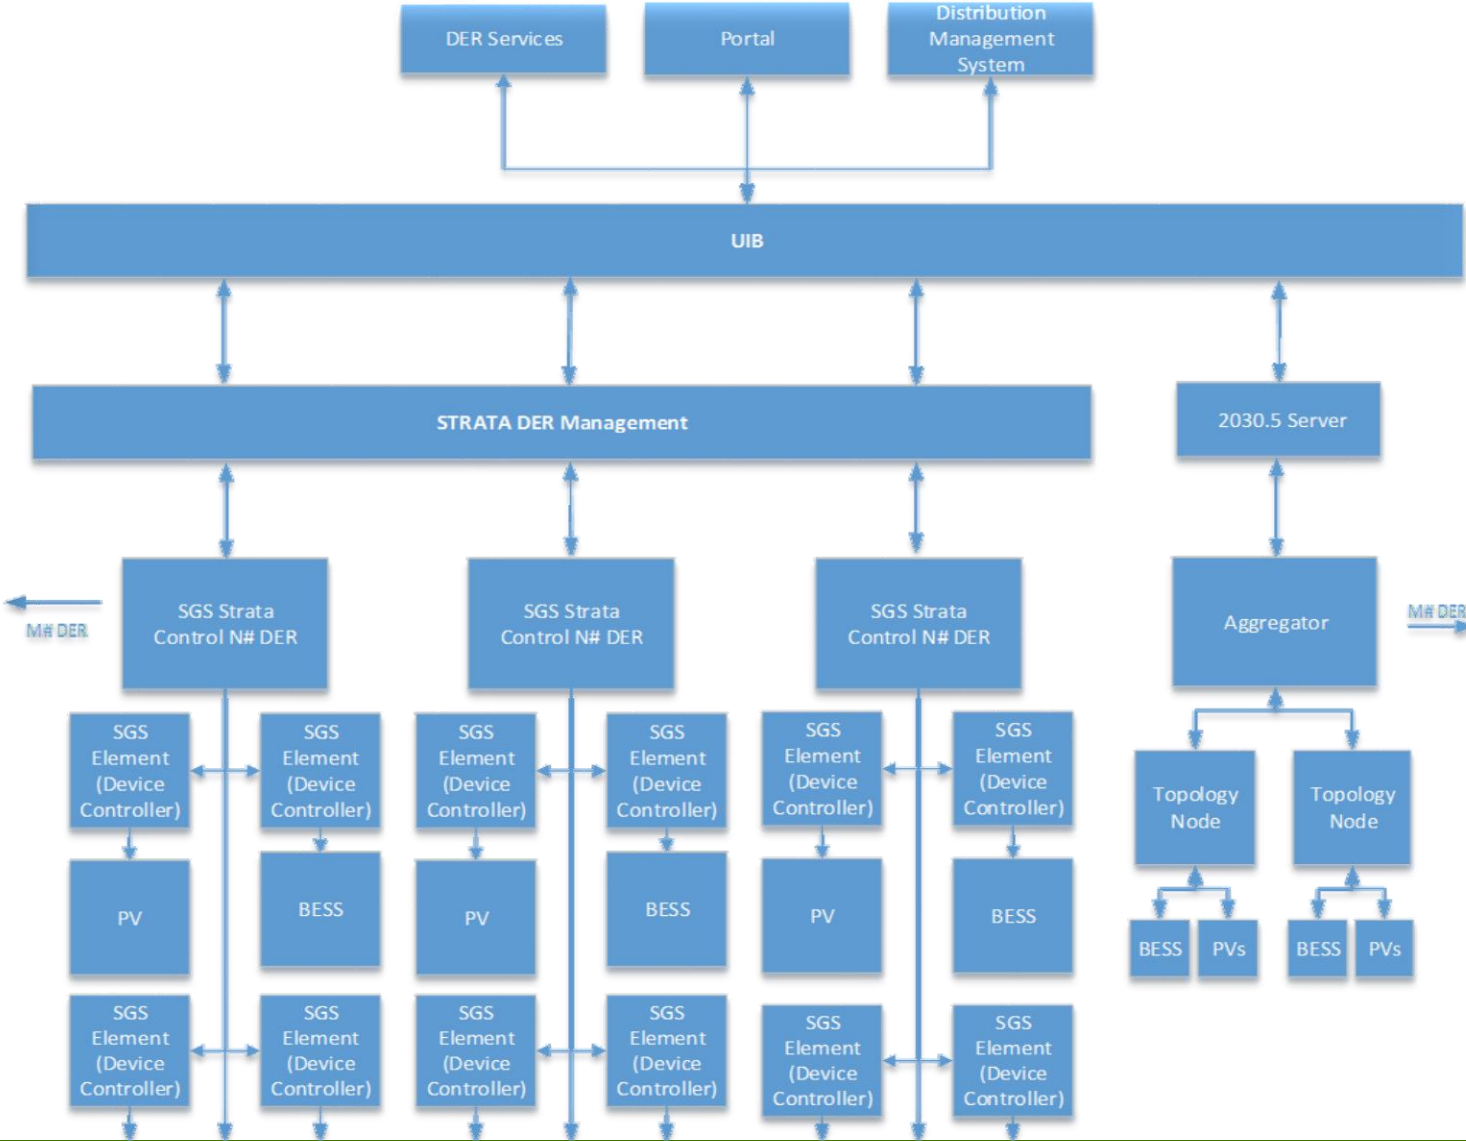 DER Services
Portal
Distribution
Management
System
UIB
STRATA DER Management
2030.5 Server
SGS Strata
Control N# DER
SGS Strata
Control N# DER
SGS Strata
Control N# DER
Aggregator
M# DER
M# DER
SGS
Element
(Device
Controller)
SGS
Element
(Device
Controller)
SGS
Element
(Device
Controller)
SGS
Element
(Device
Controller)
SGS
Element
(Device
Controller)
SGS
Element
(Device
Controller)
Topology
Node
Topology
Node
PV
BESS
PV
BESS
PV
BESS
BESS
PVs
BESS
PVs
SGS
Element
(Device
Controller)
SGS
Element
(Device
Controller)
SGS
Element
(Device
Controller)
SGS
Element
(Device
Controller)
SGS
Element
(Device
Controller)
SGS
Element
(Device
Controller)